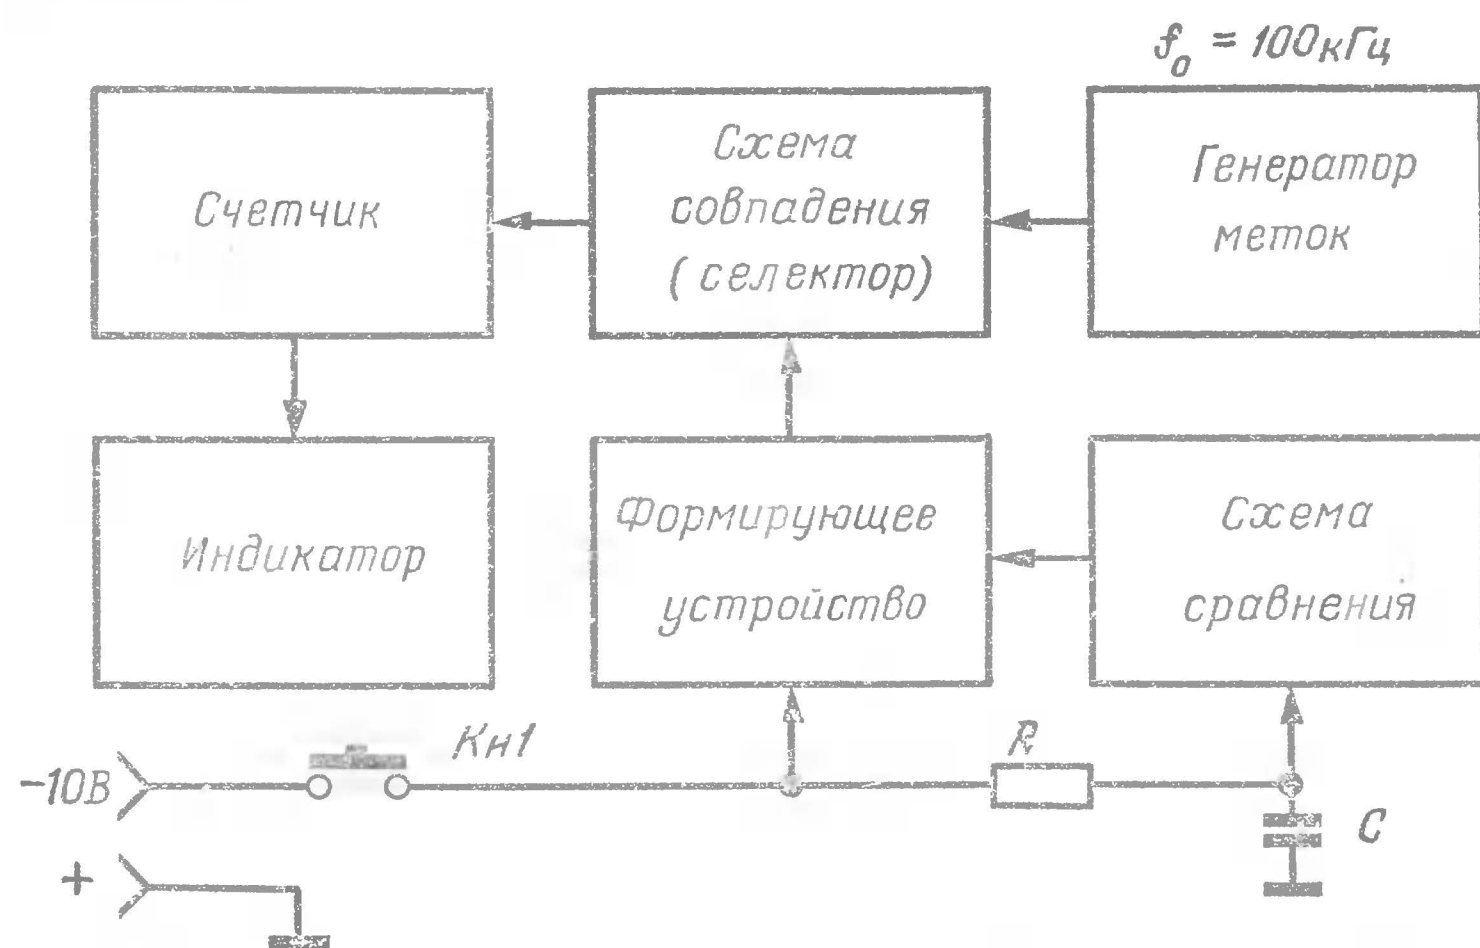 f₀ = 100кГц
Счетчик
Схема
совпадения
(селектор)
Генератор
меток
Индикатор
Формирующее
устройство
Схема
сравнения
Кн1
R
-10В
C
+